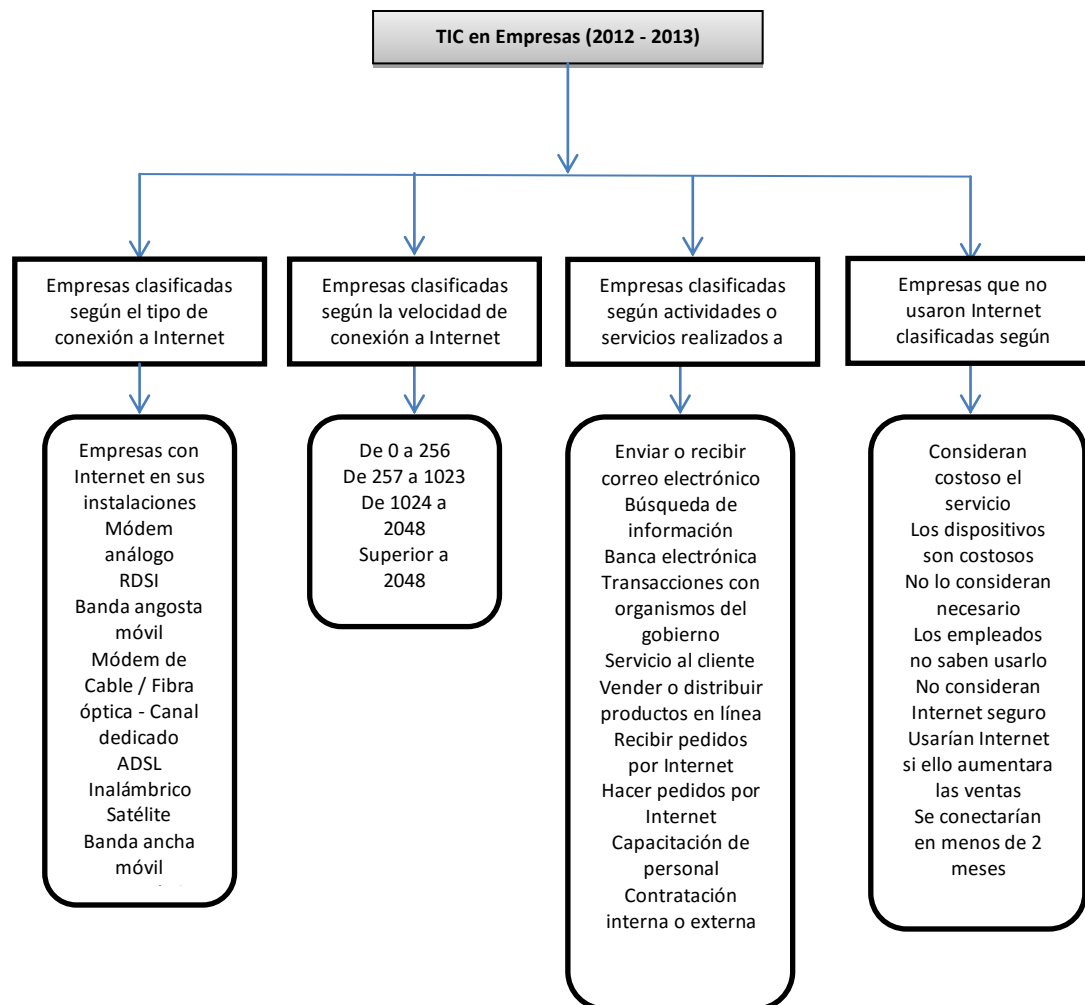 TIC en Empresas (2012 - 2013)
Empresas clasificadas
según el tipo de
conexión a Internet
Empresas clasificadas
según la velocidad de
conexión a Internet
Empresas clasificadas
según actividades o
servicios realizados a
Empresas que no
usaron Internet
clasificadas según
Empresas con
Internet en sus
instalaciones
Módem
análogo
RDSI
Banda angosta
móvil
Módem de
Cable / Fibra
óptica - Canal
dedicado
ADSL
Inalámbrico
Satélite
Banda ancha
móvil
De 0 a 256
De 257 a 1023
De 1024 a
2048
Superior a
2048
Enviar o recibir
correo electrónico
Búsqueda de
información
Banca electrónica
Transacciones con
organismos del
gobierno
Servicio al cliente
Vender o distribuir
productos en línea
Recibir pedidos
por Internet
Hacer pedidos por
Internet
Capacitación de
personal
Contratación
interna o externa
Consideran
costoso el
servicio
Los dispositivos
son costosos
No lo consideran
necesario
Los empleados
no saben usarlo
No consideran
Internet seguro
Usarían Internet
si ello aumentara
las ventas
Se conectarían
en menos de 2
meses